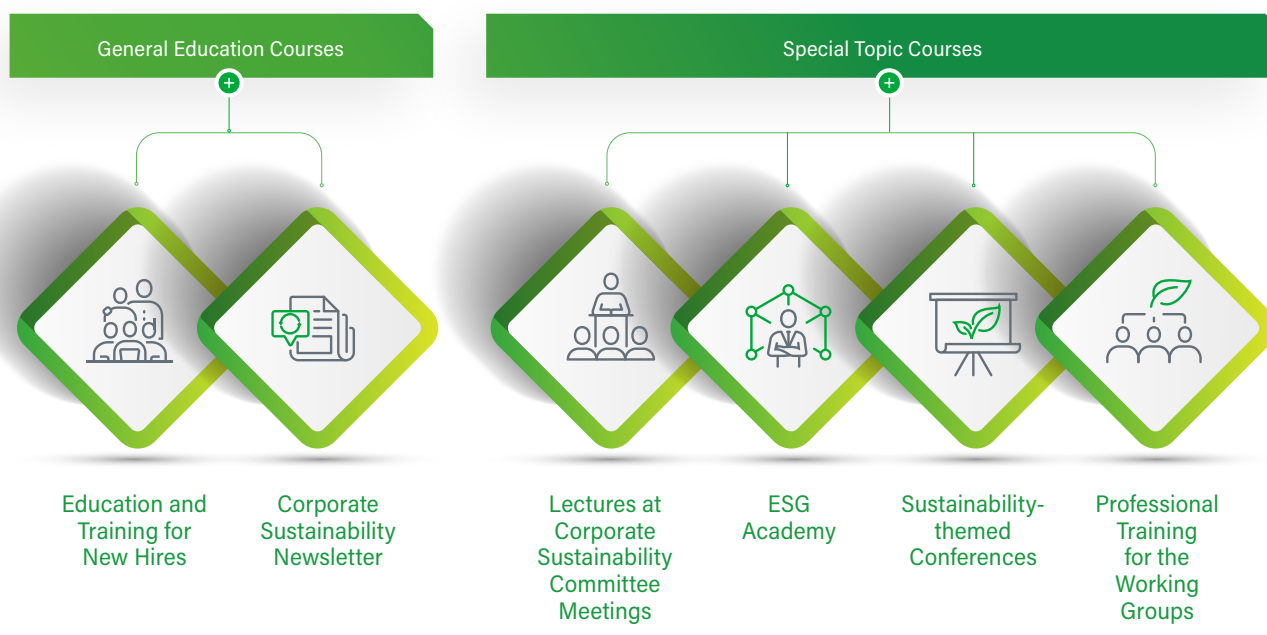 General Education Courses
Special Topic Courses
Education and
Training for
New Hires
Corporate
Sustainability
Newsletter
Lectures at
Corporate
Sustainability
Committee
Meetings
ESG
Academy
Sustainability-
themed
Conferences
Professional
Training
for the
Working
Groups